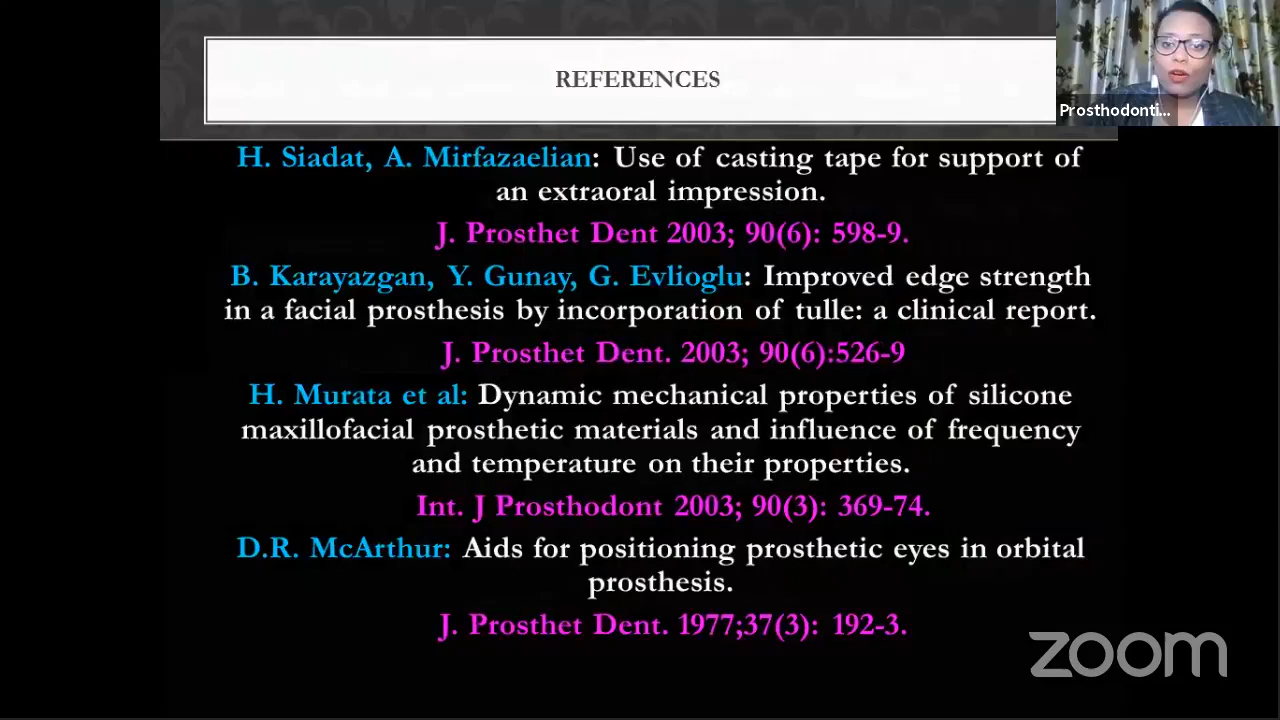 REFERENCES
Prosthodonti...
H. Siadat, A. Mirfazaelian: Use of casting tape for support of
an extraoral impression.
J. Prosthet Dent 2003; 90(6): 598-9.
B. Karayazgan, Y. Gunay, G. Evlioglu: Improved edge strength
in a facial prosthesis by incorporation of tulle: a clinical report.
J. Prosthet Dent. 2003; 90(6):526-9
H. Murata et al: Dynamic mechanical properties of silicone
maxillofacial prosthetic materials and influence of frequency
and temperature on their properties.
Int. J Prosthodont 2003; 90(3): 369-74.
D.R. McArthur: Aids for positioning prosthetic eyes in orbital
prosthesis.
J. Prosthet Dent. 1977;37(3): 192-3.
zoom